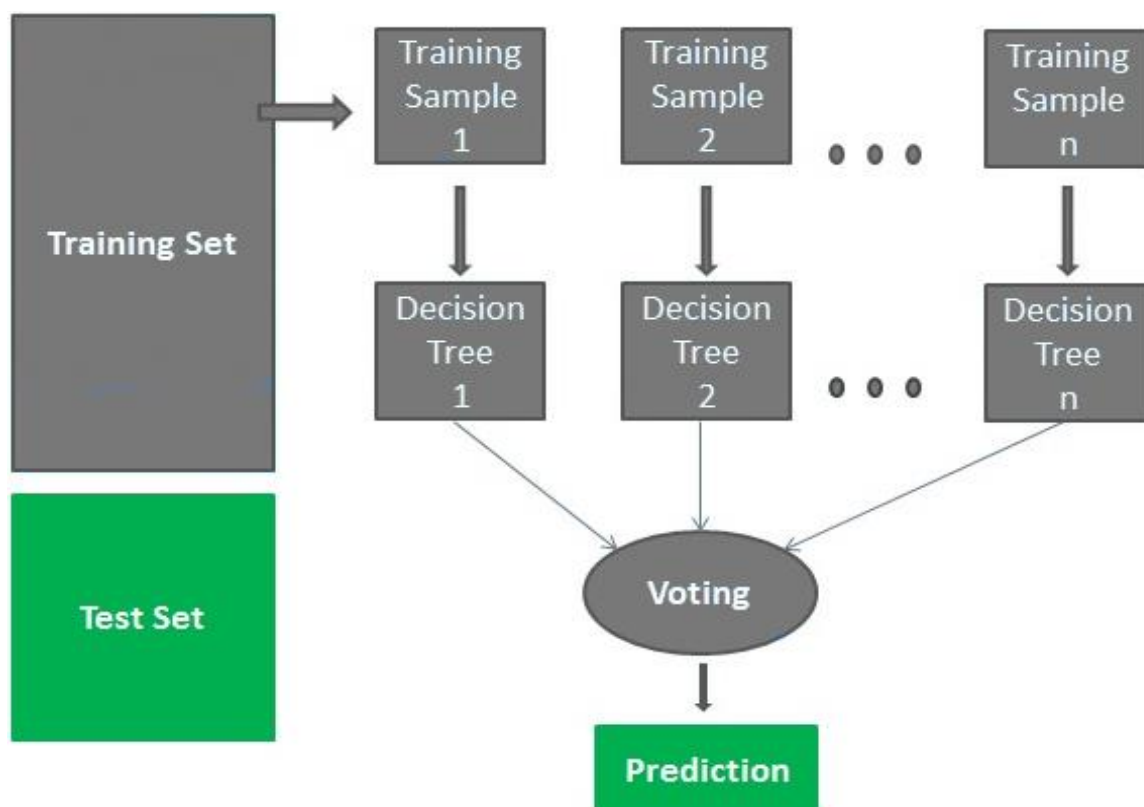 Training Set
Training
Sample
1
Training
Sample
2
Training
Sample
n
Decision
Tree
1
Decision
Tree
2
Decision
Tree
n
Voting
Test Set
Prediction